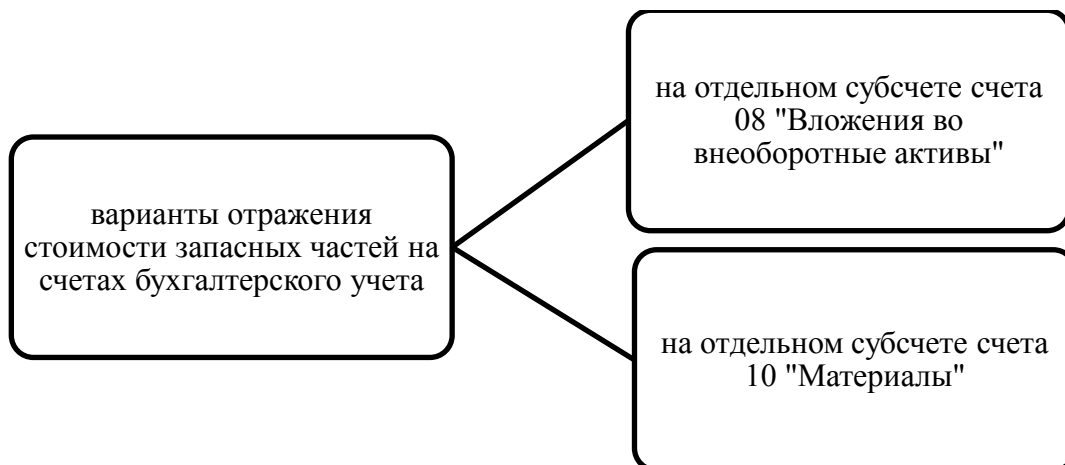 варианты отражения
стоимости запасных частей на
счетах бухгалтерского учета
на отдельном субсчете счета
08 "Вложения во
внеоборотные активы"
на отдельном субсчете счета
10 "Материалы"